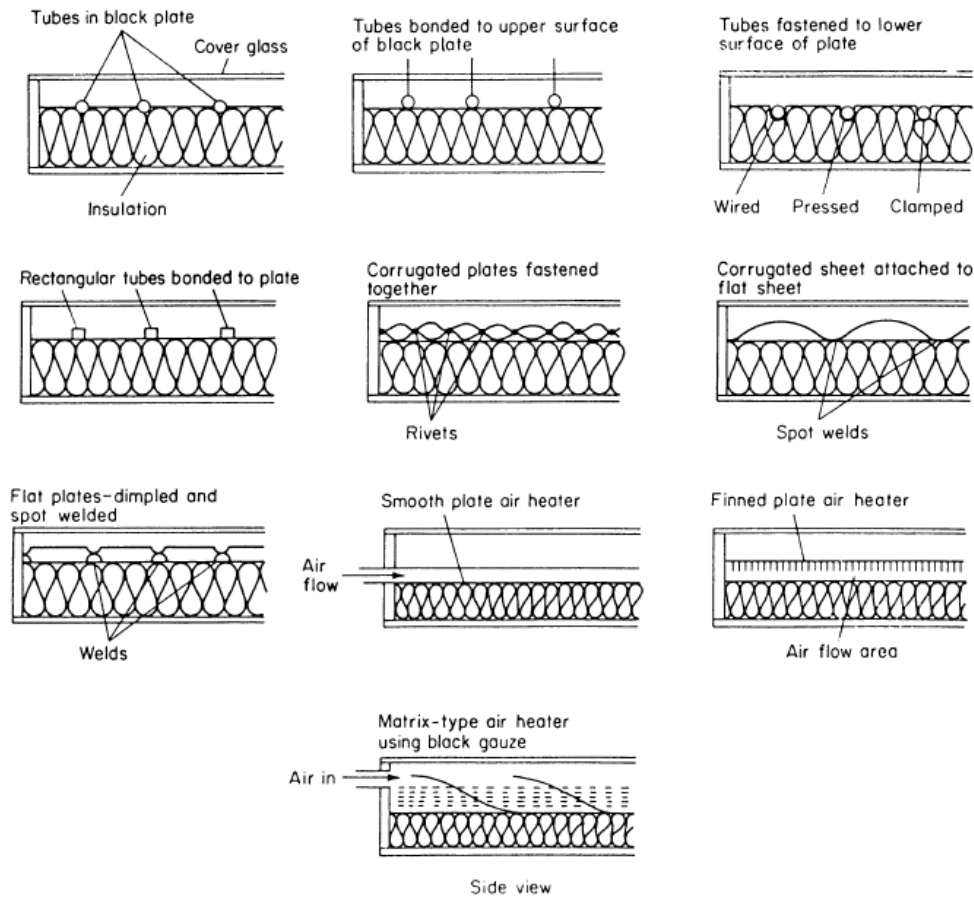 Tubes in black plate
Cover glass
Insulation
Tubes bonded to upper surface
of black plate
Tubes fastened to lower
surface of plate
Wired
Pressed
Clamped
Rectangular tubes bonded to plate
Corrugated plates fastened
together
Rivets
Corrugated sheet attached to
flat sheet
Spot welds
Flat plates-dimpled and
spot welded
Welds
Smooth plate air heater
Air
flow
Finned plate air heater
Air flow area
Matrix-type air heater
using black gauze
Air in
Side view